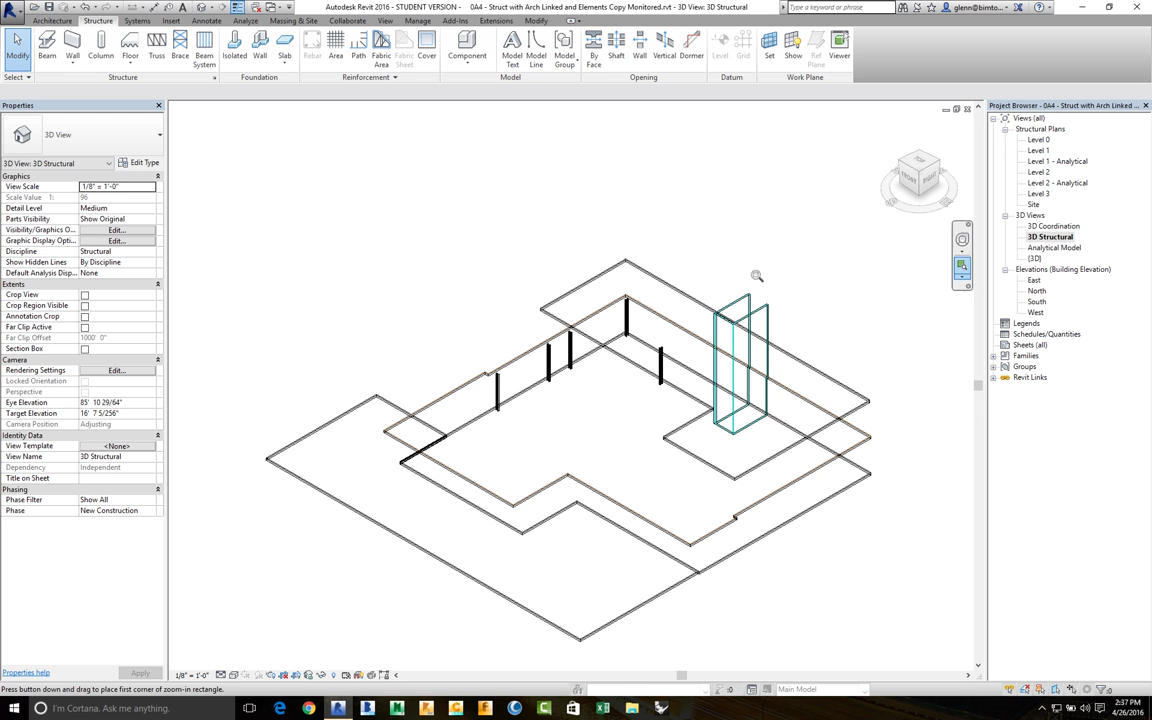 Autodesk Revit 2016 - STUDENT VERSION - 0A4 - Struct with Arch Linked and Elements Copy Monitored.rvt - 3D View: 3D Structural
Type a keyword or phrase
glenn@bimto...
Architecture Structure Systems Insert Annotate Analyze Massing & Site Collaborate View Manage Add-Ins Extensions Modify
Modify Beam Wall Column Floor Truss Brace Beam System Isolated Wall Slab Rebar Area Path Fabric Area Fabric Sheet Cover Component Model Text Model Line Model Group By Face Shaft Wall Vertical Dormer Level Grid Set Show Ref Plane Viewer
Select Structure Foundation Reinforcement Model Opening Datum Work Plane
Properties
3D View
3D View: 3D Structural Edit Type
Graphics
View Scale 1/8" = 1'-0"
Scale Value 1: 96
Detail Level Medium
Parts Visibility Show Original
Visibility/Graphics O... Edit...
Graphic Display Opti... Edit...
Discipline Structural
Show Hidden Lines By Discipline
Default Analysis Disp... None
Extents
Crop View
Crop Region Visible
Annotation Crop
Far Clip Active
Far Clip Offset 1000' 0"
Section Box
Camera
Rendering Settings Edit...
Locked Orientation
Perspective
Eye Elevation 85' 10 29/64"
Target Elevation 16' 7 5/256"
Camera Position Adjusting
Identity Data
View Template <None>
View Name 3D Structural
Dependency Independent
Title on Sheet
Phasing
Phase Filter Show All
Phase New Construction
Properties help Apply
TOP
FRONT RIGHT
Project Browser - 0A4 - Struct with Arch Linked ...
Views (all)
Structural Plans
Level 0
Level 1
Level 1 - Analytical
Level 2
Level 2 - Analytical
Level 3
Site
3D Views
3D Coordination
3D Structural
Analytical Model
{3D}
Elevations (Building Elevation)
East
North
South
West
Legends
Schedules/Quantities
Sheets (all)
Families
Groups
Revit Links
1/8" = 1'-0"
Press button down and drag to place first corner of zoom-in rectangle.
:0
Main Model
:0
I'm Cortana. Ask me anything.
2:37 PM
4/26/2016